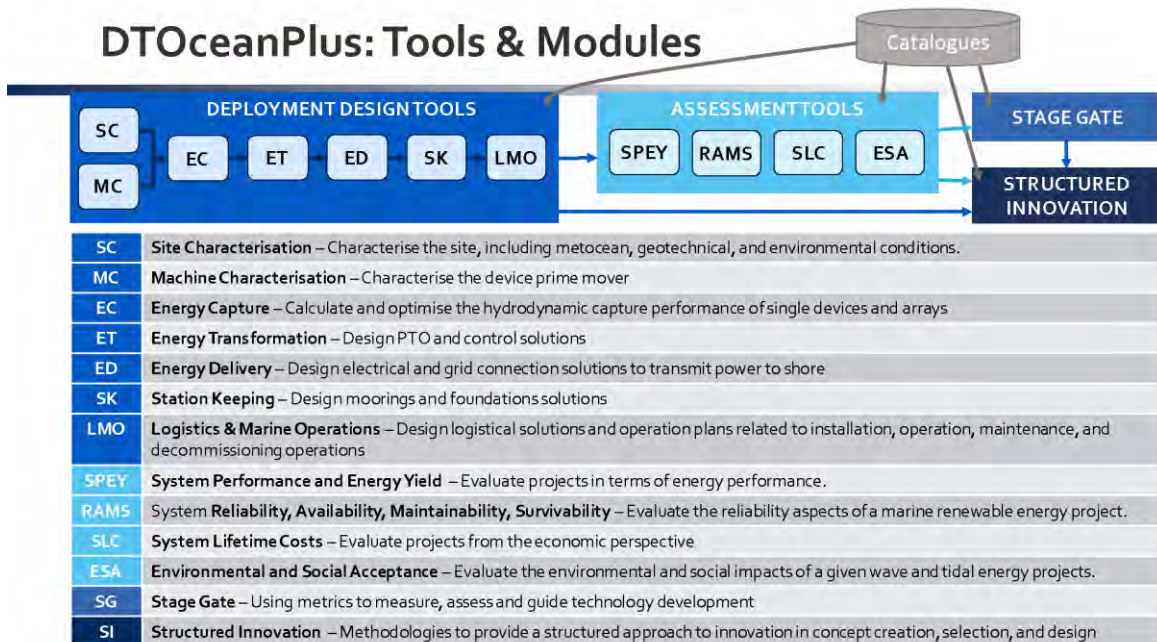 DTOceanPlus: Tools & Modules
Catalogues
DEPLOYMENT DESIGN TOOLS
ASSESSMENT TOOLS
STAGE GATE
SC
MC
EC
ET
ED
SK
LMO
SPEY
RAMS
SLC
ESA
STRUCTURED
INNOVATION
SC Site Characterisation – Characterise the site, including metocean, geotechnical, and environmental conditions.
MC Machine Characterisation – Characterise the device prime mover
EC Energy Capture – Calculate and optimise the hydrodynamic capture performance of single devices and arrays
ET Energy Transformation – Design PTO and control solutions
ED Energy Delivery – Design electrical and grid connection solutions to transmit power to shore
SK Station Keeping – Design moorings and foundations solutions
LMO Logistics & Marine Operations – Design logistical solutions and operation plans related to installation, operation, maintenance, and
decommissioning operations
SPEY System Performance and Energy Yield – Evaluate projects in terms of energy performance.
RAMS System Reliability, Availability, Maintainability, Survivability – Evaluate the reliability aspects of a marine renewable energy project.
SLC System Lifetime Costs – Evaluate projects from the economic perspective
ESA Environmental and Social Acceptance – Evaluate the environmental and social impacts of a given wave and tidal energy projects.
SG Stage Gate – Using metrics to measure, assess and guide technology development
SI Structured Innovation – Methodologies to provide a structured approach to innovation in concept creation, selection, and design